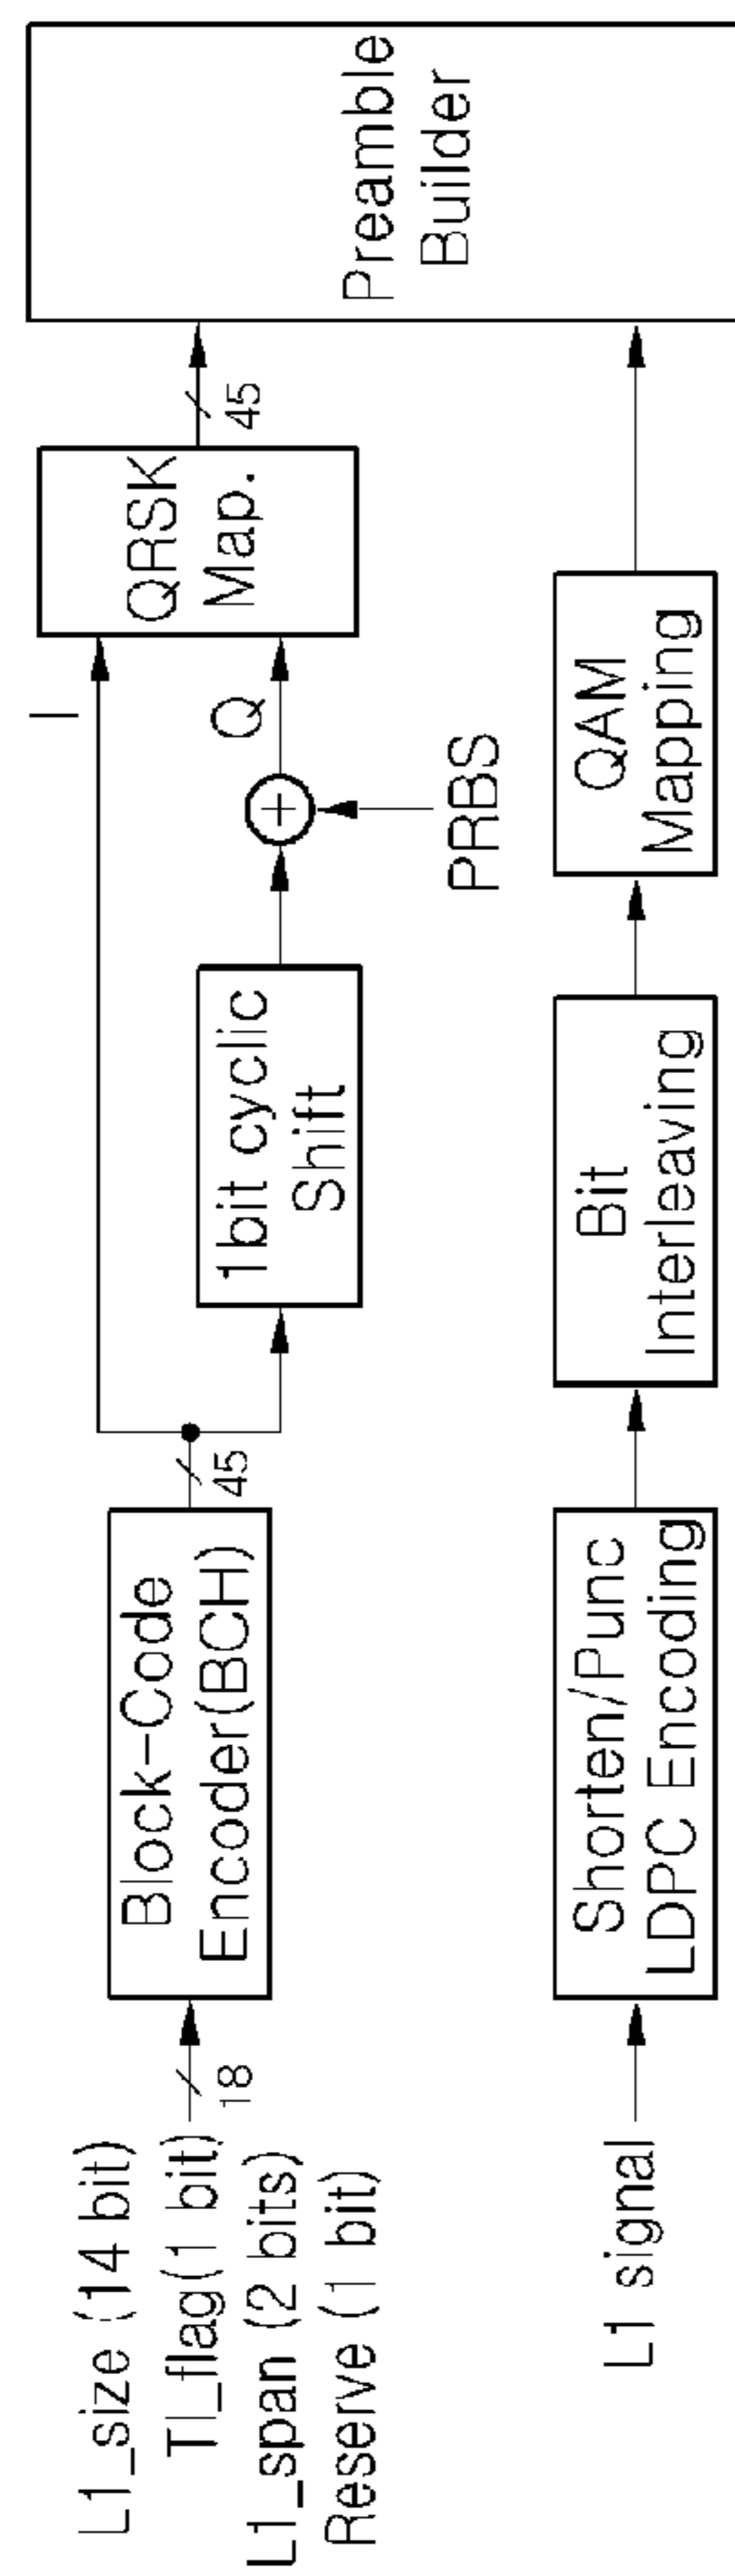 L1_size (14 bit)
TI_flag(1 bit)
L1_span (2 bits)
Reserve (1 bit)
18
Block-Code
Encoder(BCH)
45
1bit cyclic
Shift
I
Q
PRBS
QRSK
Map.
45
Preamble
Builder
L1 signal
Shorten/Punc
LDPC Encoding
Bit
Interleaving
QAM
Mapping